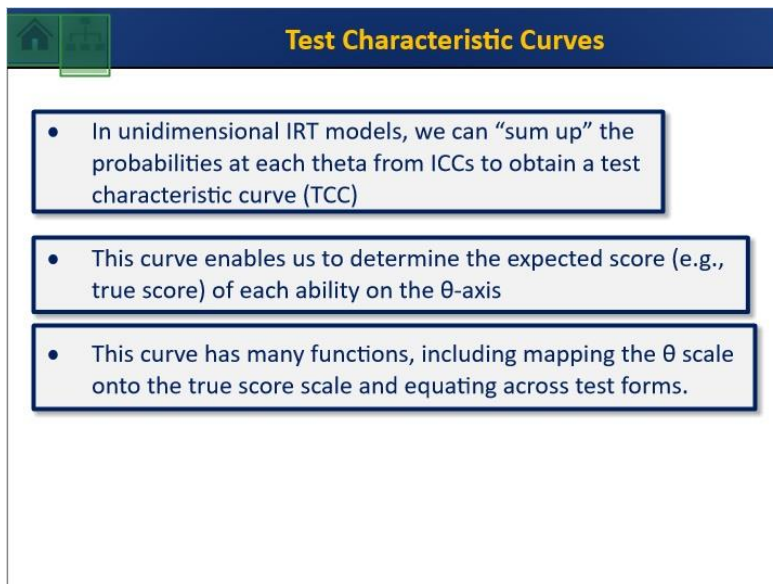 Test Characteristic Curves
• In unidimensional IRT models, we can “sum up” the
probabilities at each theta from ICCs to obtain a test
characteristic curve (TCC)
• This curve enables us to determine the expected score (e.g.,
true score) of each ability on the θ-axis
• This curve has many functions, including mapping the θ scale
onto the true score scale and equating across test forms.